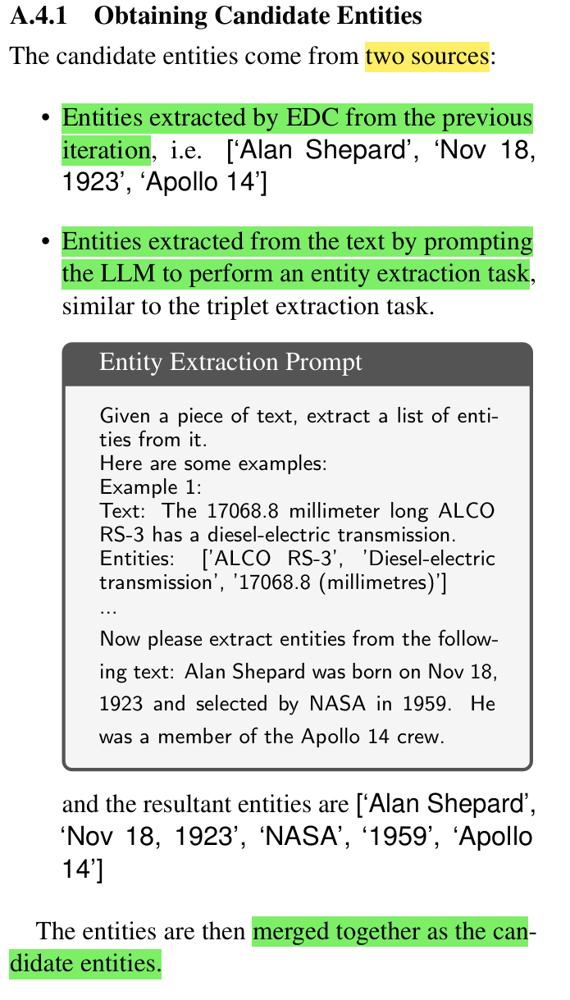 A.4.1 Obtaining Candidate Entities
The candidate entities come from two sources:
• Entities extracted by EDC from the previous
iteration, i.e. [‘Alan Shepard’, ‘Nov 18,
1923’, ‘Apollo 14’]
• Entities extracted from the text by prompting
the LLM to perform an entity extraction task,
similar to the triplet extraction task.
Entity Extraction Prompt
Given a piece of text, extract a list of enti-
ties from it.
Here are some examples:
Example 1:
Text: The 17068.8 millimeter long ALCO
RS-3 has a diesel-electric transmission.
Entities: ['ALCO RS-3', 'Diesel-electric
transmission', '17068.8 (millimetres)']
...
Now please extract entities from the follow-
ing text: Alan Shepard was born on Nov 18,
1923 and selected by NASA in 1959. He
was a member of the Apollo 14 crew.
and the resultant entities are [‘Alan Shepard’,
‘Nov 18, 1923’, ‘NASA’, ‘1959’, ‘Apollo
14’]
The entities are then merged together as the can-
didate entities.